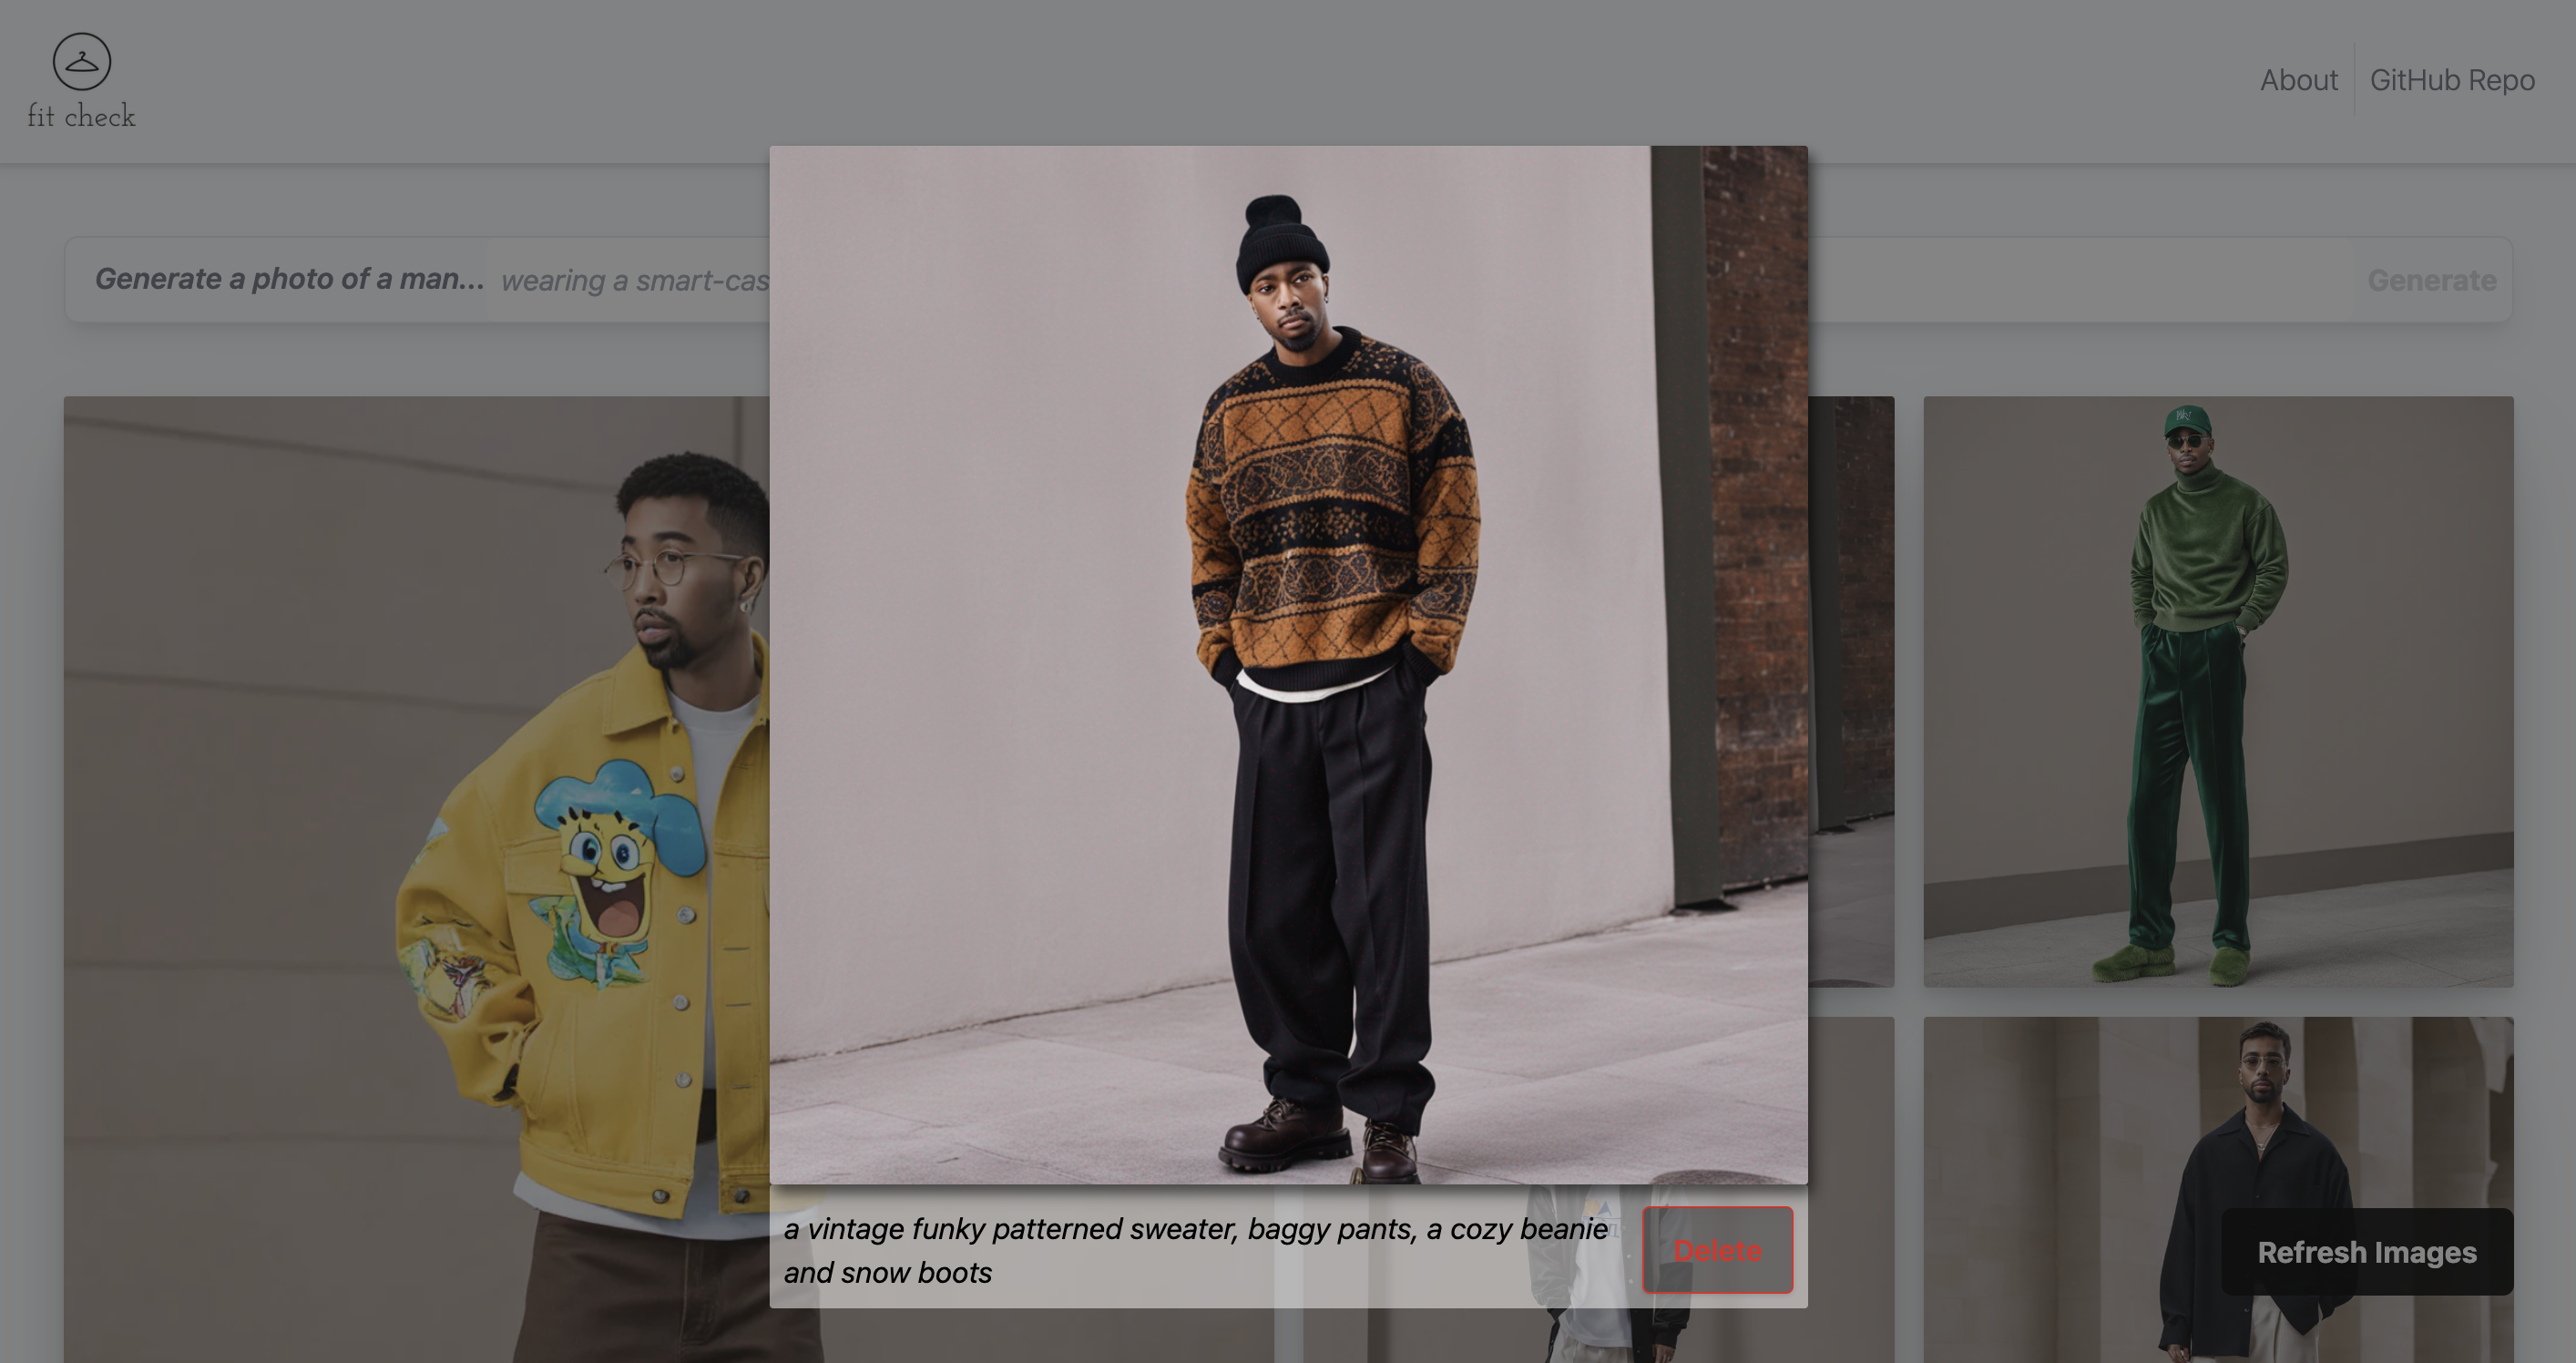 fit check
About
GitHub Repo
Generate a photo of a man...
wearing a smart-cas
Generate
a vintage funky patterned sweater, baggy pants, a cozy beanie
and snow boots
Delete
Refresh Images